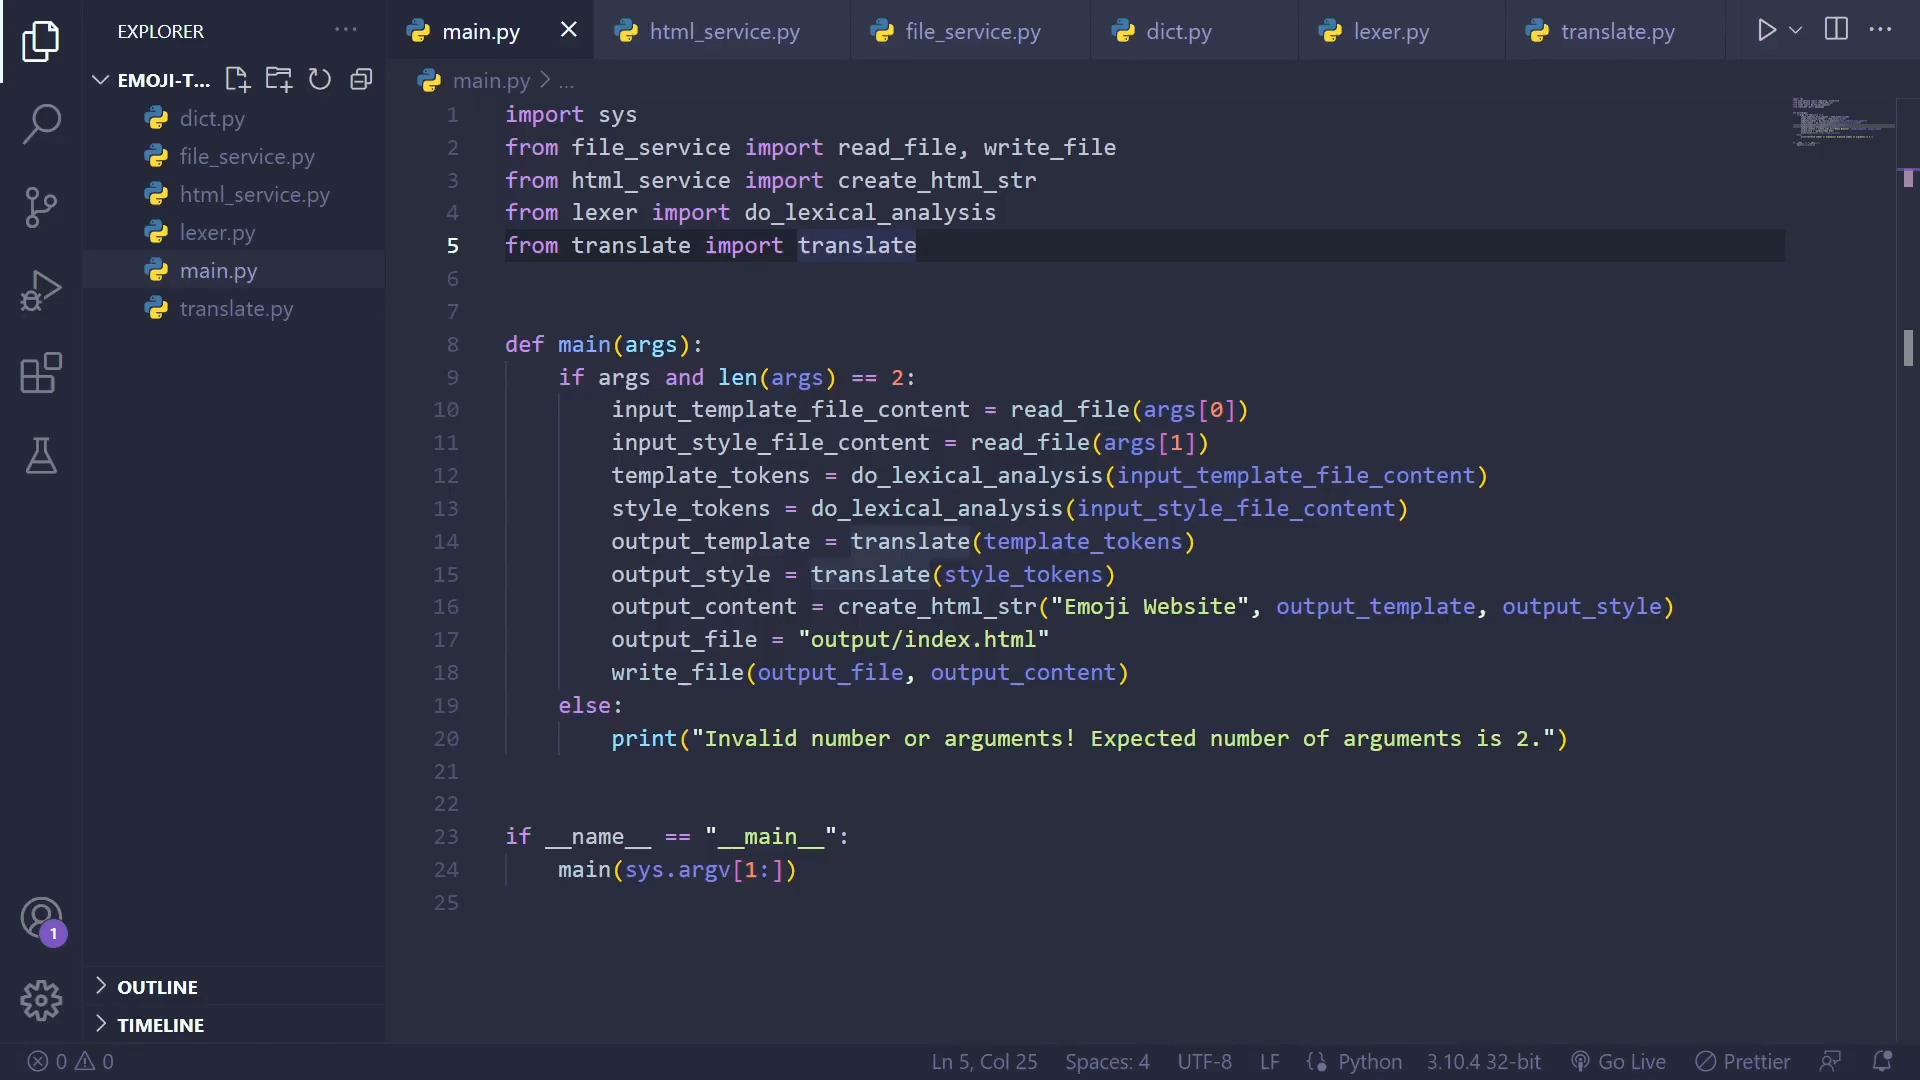 EXPLORER
main.py
html_service.py
file_service.py
dict.py
lexer.py
translate.py
EMOJI-T...
dict.py
file_service.py
html_service.py
lexer.py
main.py
translate.py
main.py > ...
1 import sys
2 from file_service import read_file, write_file
3 from html_service import create_html_str
4 from lexer import do_lexical_analysis
5 from translate import translate
6
7
8 def main(args):
9     if args and len(args) == 2:
10         input_template_file_content = read_file(args[0])
11         input_style_file_content = read_file(args[1])
12         template_tokens = do_lexical_analysis(input_template_file_content)
13         style_tokens = do_lexical_analysis(input_style_file_content)
14         output_template = translate(template_tokens)
15         output_style = translate(style_tokens)
16         output_content = create_html_str("Emoji Website", output_template, output_style)
17         output_file = "output/index.html"
18         write_file(output_file, output_content)
19     else:
20         print("Invalid number or arguments! Expected number of arguments is 2.")
21
22
23 if __name__ == "__main__":
24     main(sys.argv[1:])
25
1
OUTLINE
TIMELINE
0 0
Ln 5, Col 25
Spaces: 4
UTF-8
LF
Python
3.10.4 32-bit
Go Live
Prettier